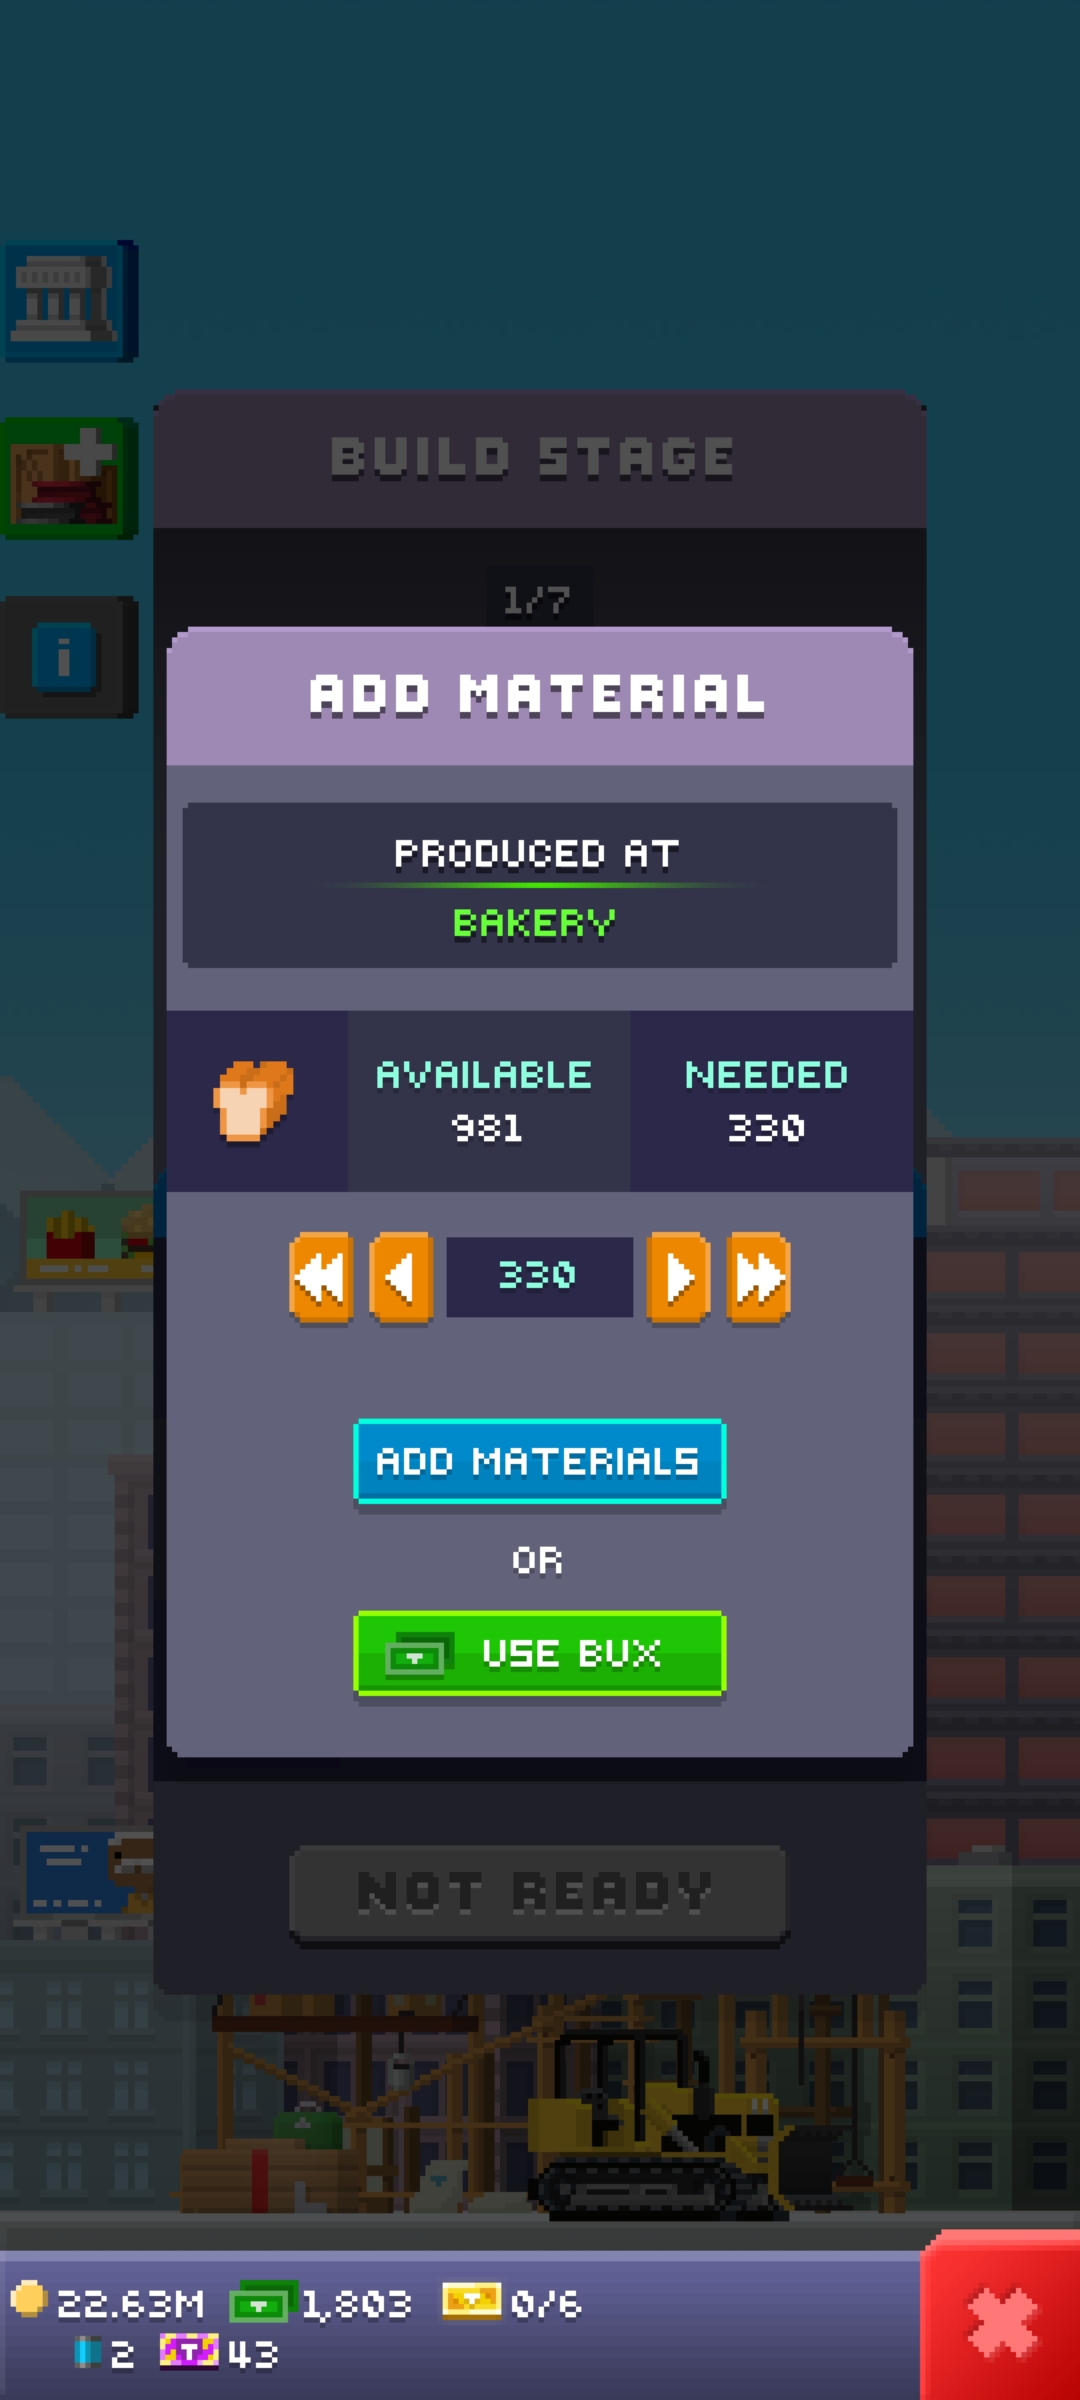 BUILD STAGE
1/7
ADD MATERIAL
PRODUCED AT
BAKERY
AVAILABLE NEEDED
981 330
330
ADD MATERIALS
OR
USE BUX
NOT READY
22.63M 1,803 0/6
2 43